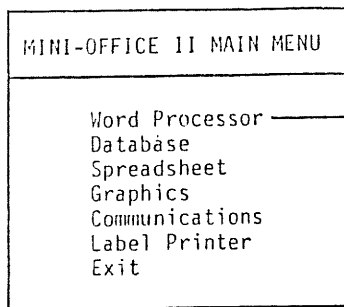 MINI-OFFICE II MAIN MENU
Word Processor
Database
Spreadsheet
Graphics
Communications
Label Printer
Exit